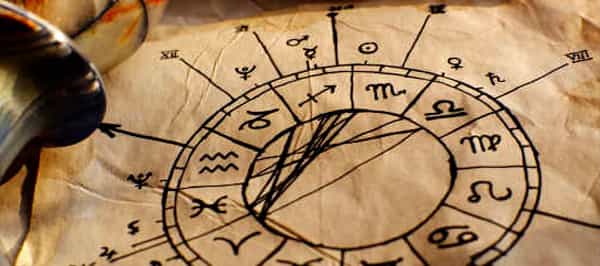 ♂ ☿ ☉
XII ♇ ♀ ♄ VIII
♐ ♏
♑ ♎
♒ ♍
♆ ♓ ♌
♈ ♋
♃